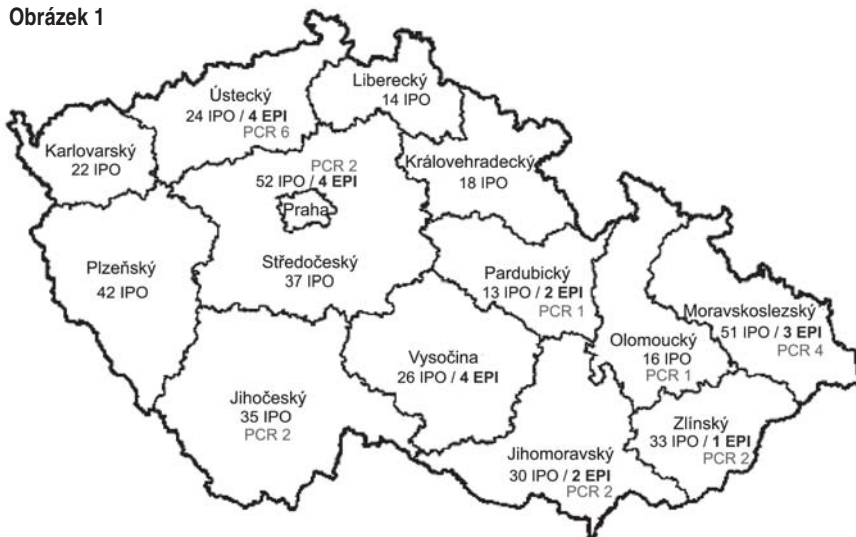 Obrázek 1
Liberecký
14 IPO
Ústecký
24 IPO / 4 EPI
PCR 6
Karlovarský
22 IPO
Královehradecký
18 IPO
PCR 2
52 IPO / 4 EPI
Praha
Středočeský
37 IPO
Plzeňský
42 IPO
Pardubický
13 IPO / 2 EPI
PCR 1
Moravskoslezský
51 IPO / 3 EPI
PCR 4
Olomoucký
16 IPO
PCR 1
Vysočina
26 IPO / 4 EPI
Jihočeský
35 IPO
PCR 2
Zlínský
33 IPO / 1 EPI
PCR 2
Jihomoravský
30 IPO / 2 EPI
PCR 2